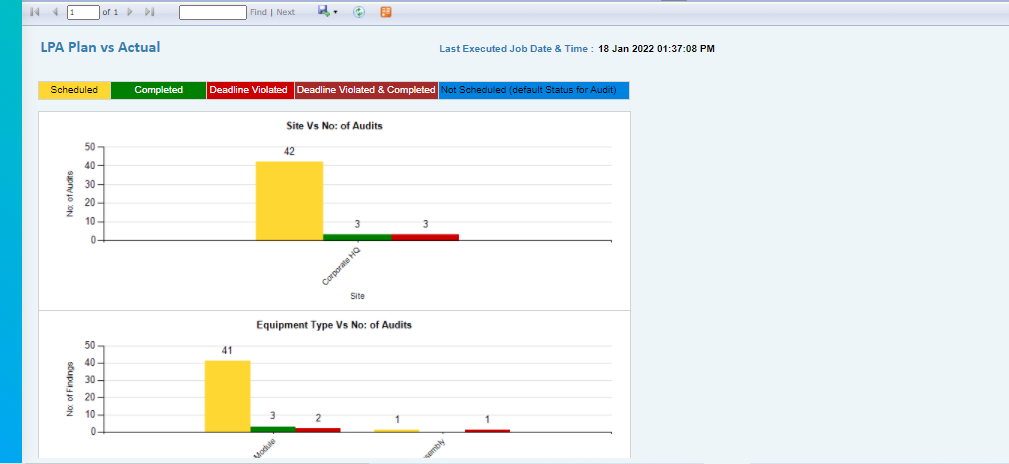 1 of 1 Find | Next
LPA Plan vs Actual
Last Executed Job Date & Time : 18 Jan 2022 01:37:08 PM
Scheduled Completed Deadline Violated Deadline Violated & Completed Not Scheduled (default Status for Audit)
Site Vs No: of Audits
No: of Audits
50
40
30
20
10
0
42
3
3
Corporate HQ
Site
Equipment Type Vs No: of Audits
No: of Findings
50
40
30
20
10
0
41
3
2
1
1
Module